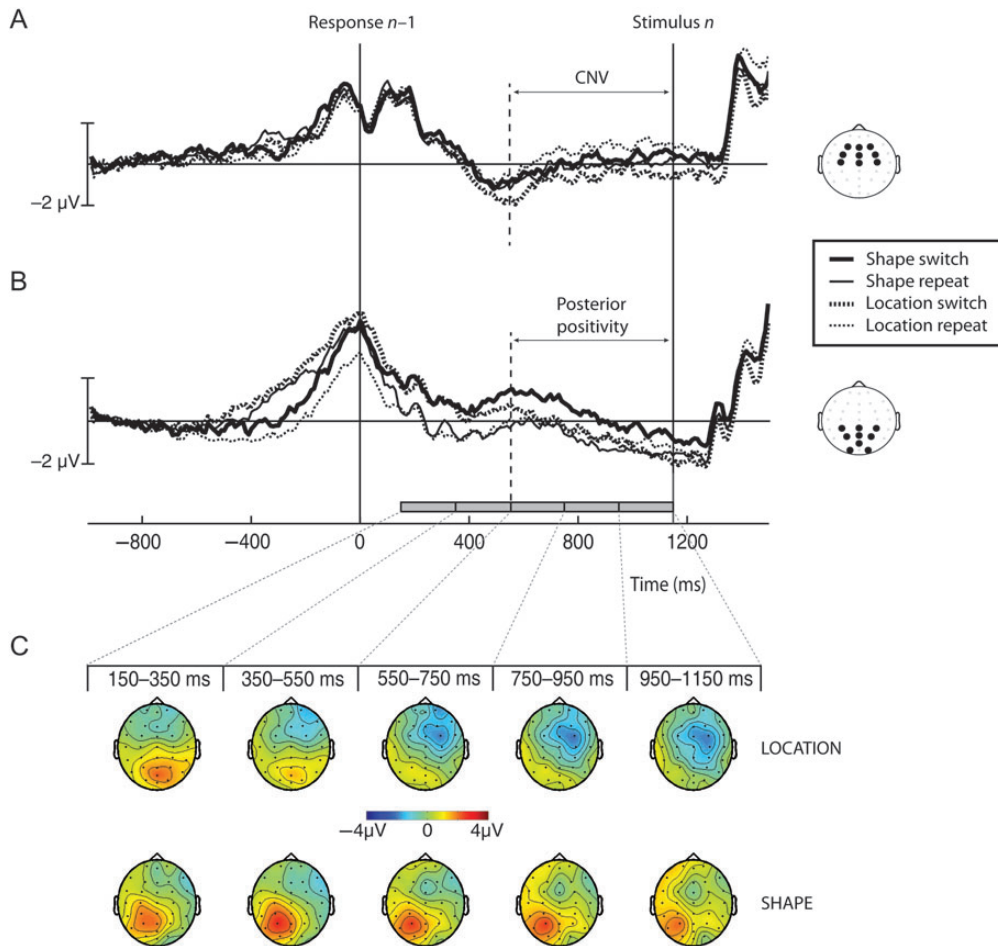 A
Response n–1
Stimulus n
CNV
−2 µV
Shape switch
Shape repeat
Location switch
Location repeat
B
Posterior
positivity
−2 µV
−800
−400
0
400
800
1200
Time (ms)
C
150–350 ms
350–550 ms
550–750 ms
750–950 ms
950–1150 ms
LOCATION
−4µV
0
4µV
SHAPE